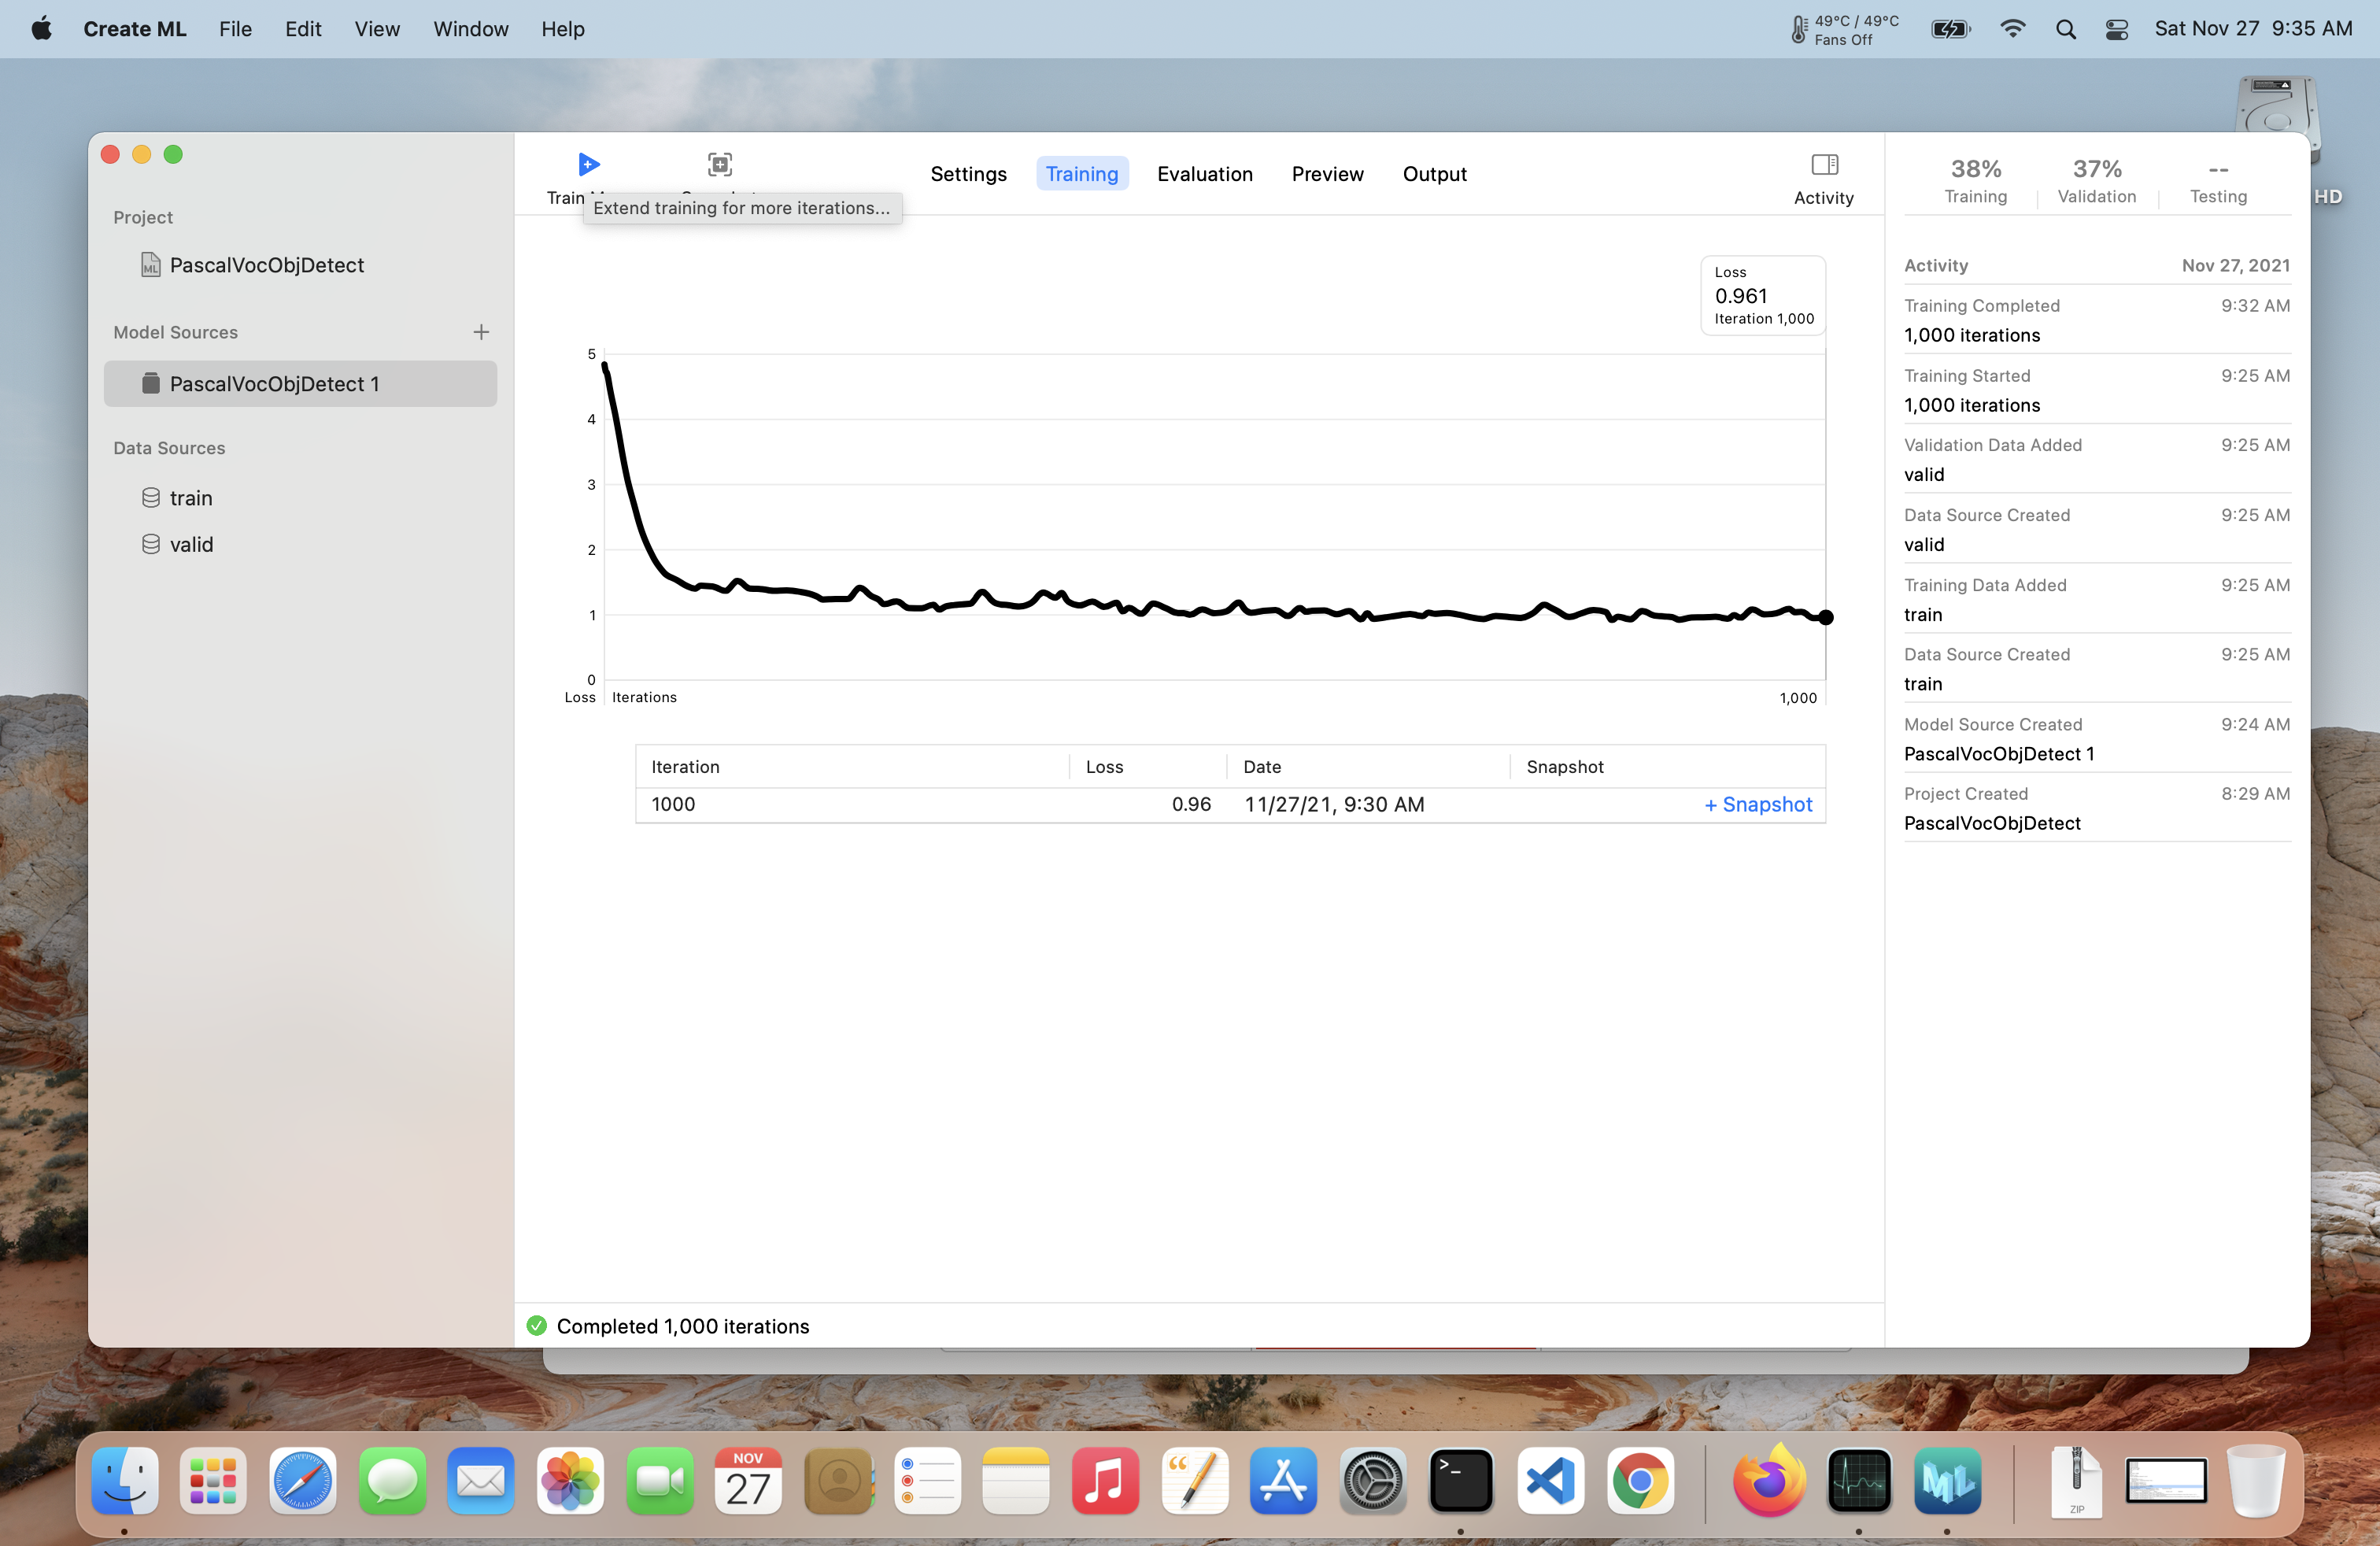 Create ML File Edit View Window Help
49°C / 49°C
Fans Off
Sat Nov 27 9:35 AM
HD
Project
PascalVocObjDetect
Model Sources
PascalVocObjDetect 1
Data Sources
train
valid
Train
Extend training for more iterations...
Settings Training Evaluation Preview Output
Activity
Loss
0.961
Iteration 1,000
5
4
3
2
1
0
Loss Iterations 1,000
Iteration Loss Date Snapshot
1000 0.96 11/27/21, 9:30 AM + Snapshot
Completed 1,000 iterations
38% 37% --
Training Validation Testing
Activity Nov 27, 2021
Training Completed 9:32 AM
1,000 iterations
Training Started 9:25 AM
1,000 iterations
Validation Data Added 9:25 AM
valid
Data Source Created 9:25 AM
valid
Training Data Added 9:25 AM
train
Data Source Created 9:25 AM
train
Model Source Created 9:24 AM
PascalVocObjDetect 1
Project Created 8:29 AM
PascalVocObjDetect
NOV
27
>_
ML
ZIP